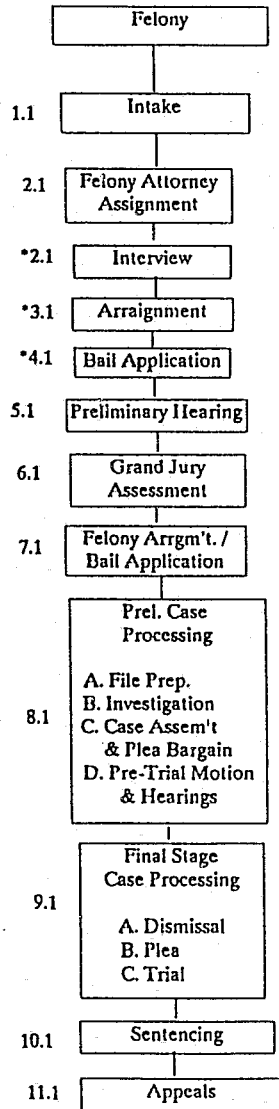 Felony
1.1 Intake
2.1 Felony Attorney
Assignment
*2.1 Interview
*3.1 Arraignment
*4.1 Bail Application
5.1 Preliminary Hearing
6.1 Grand Jury
Assessment
7.1 Felony Arrgm't. /
Bail Application
Prel. Case
Processing
A. File Prep.
B. Investigation
8.1 C. Case Assem't
& Plea Bargain
D. Pre-Trial Motion
& Hearings
Final Stage
Case Processing
9.1
A. Dismissal
B. Plea
C. Trial
10.1 Sentencing
11.1 Appeals